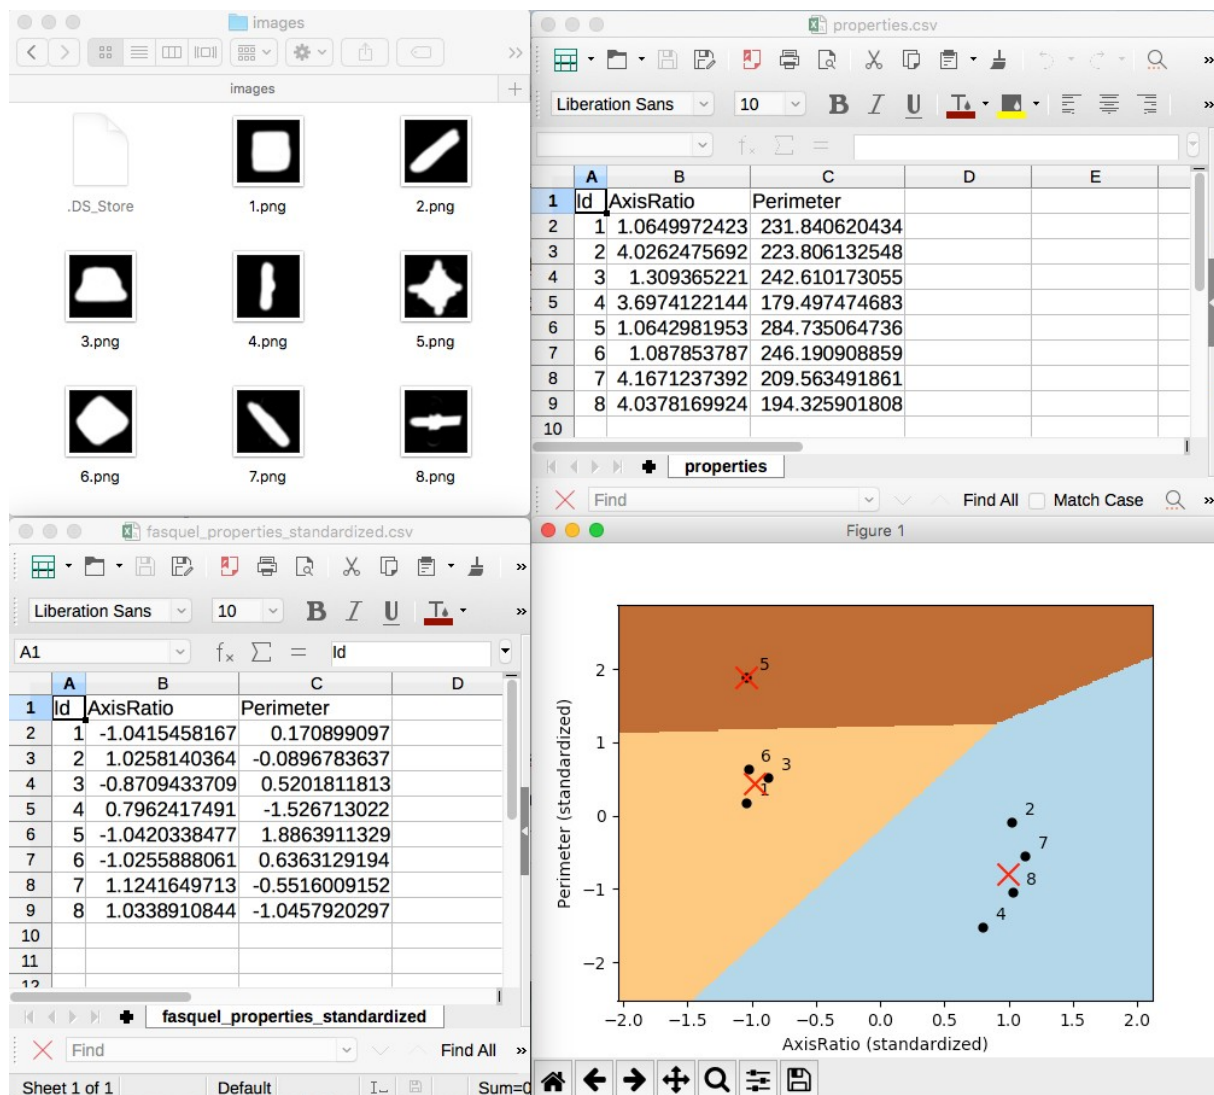 images
images
.DS_Store
1.png
2.png
3.png
4.png
5.png
6.png
7.png
8.png
properties.csv
Liberation Sans 10 B I U T
fx Σ =
A B C D E
1 Id AxisRatio Perimeter
2 1 1.0649972423 231.840620434
3 2 4.0262475692 223.806132548
4 3 1.309365221 242.610173055
5 4 3.6974122144 179.497474683
6 5 1.0642981953 284.735064736
7 6 1.087853787 246.190908859
8 7 4.1671237392 209.563491861
9 8 4.0378169924 194.325901808
10
properties
Find Find All Match Case
fasquel_properties_standardized.csv
Liberation Sans 10 B I U T
A1 fx Σ = Id
A B C D
1 Id AxisRatio Perimeter
2 1 -1.0415458167 0.170899097
3 2 1.0258140364 -0.0896783637
4 3 -0.8709433709 0.5201811813
5 4 0.7962417491 -1.526713022
6 5 -1.0420338477 1.8863911329
7 6 -1.0255888061 0.6363129194
8 7 1.1241649713 -0.5516009152
9 8 1.0338910844 -1.0457920297
10
11
12
fasquel_properties_standardized
Find Find All
Sheet 1 of 1 Default Sum=0
Figure 1
Perimeter (standardized)
2
1
0
−1
−2
5
6
3
1
2
7
8
4
−2.0 −1.5 −1.0 −0.5 0.0 0.5 1.0 1.5 2.0
AxisRatio (standardized)